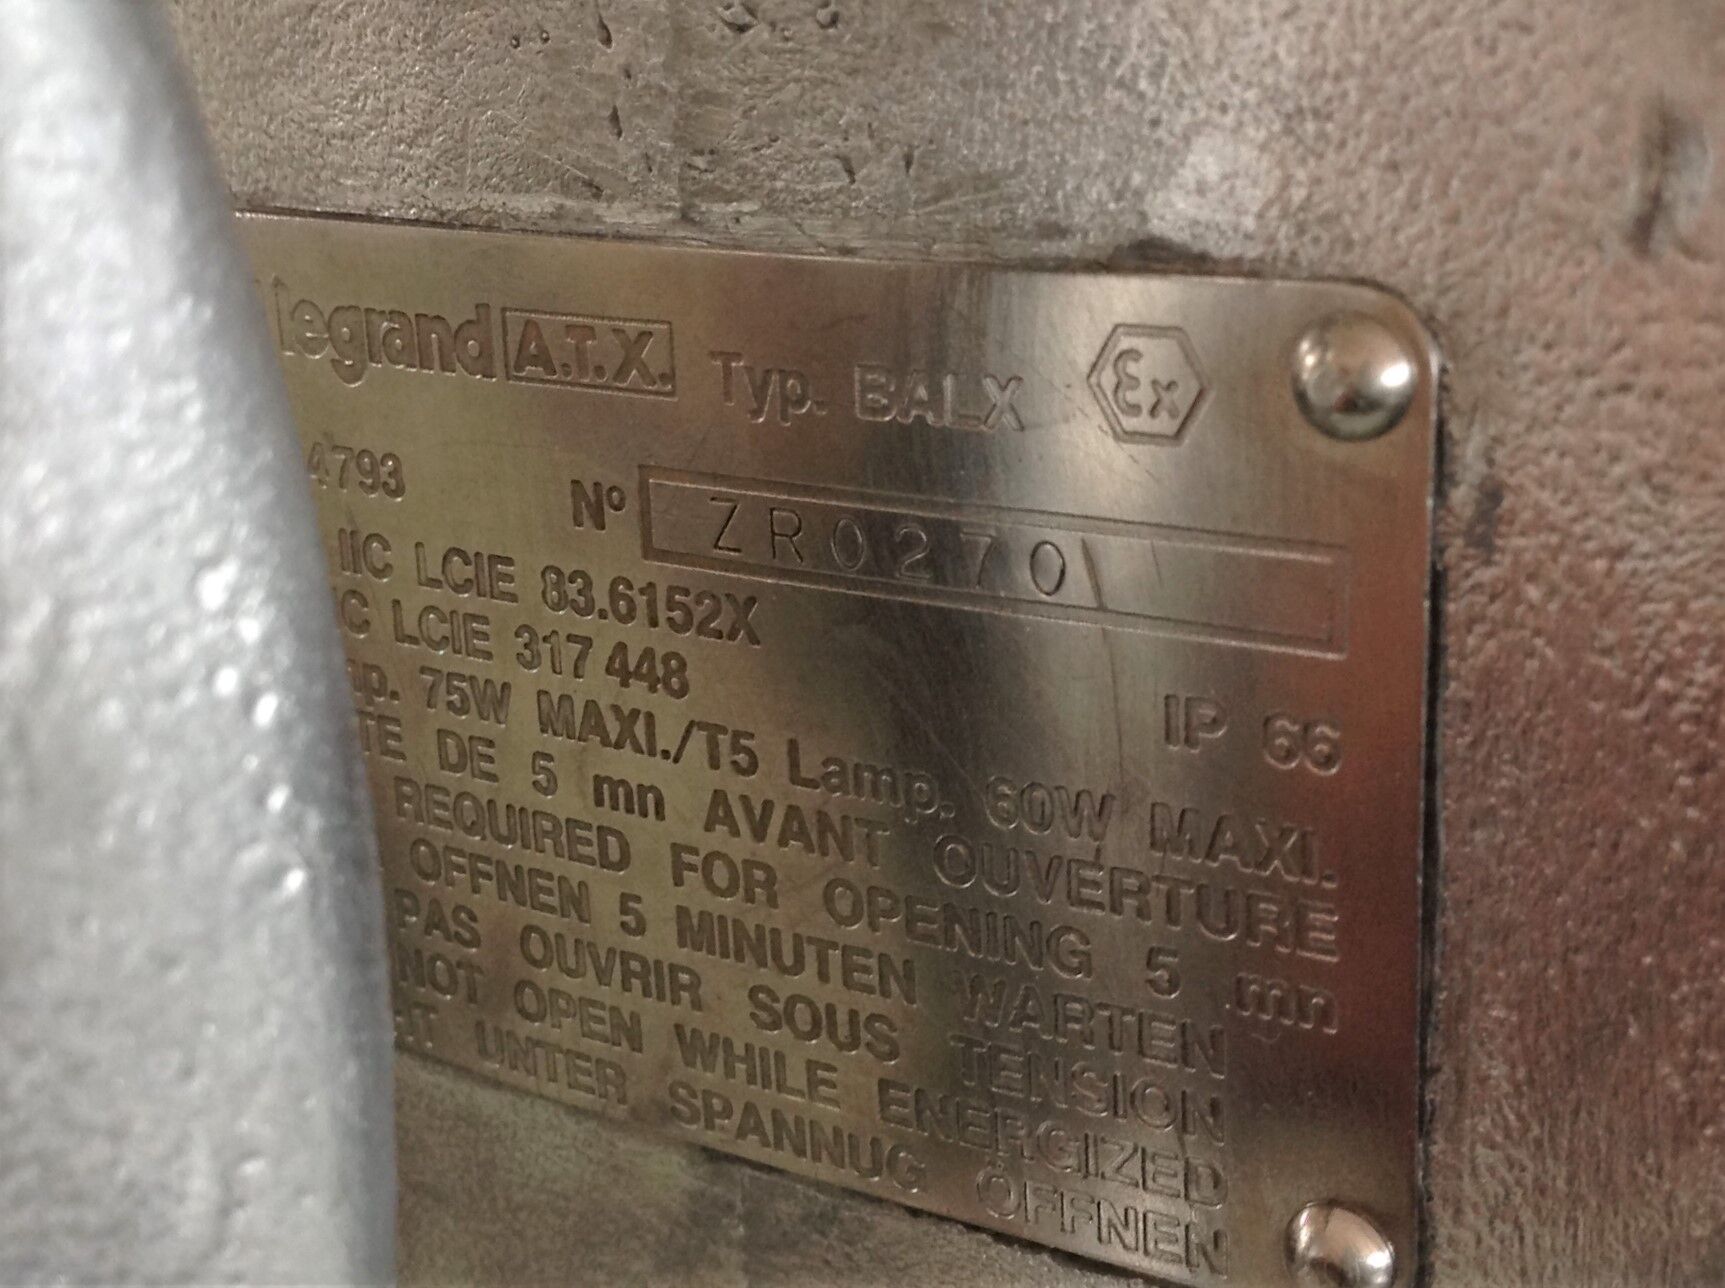 legrand A.T.X. Typ. BALX Ex
4793 N° ZR0270
IIC LCIE 83.6152X
C LCIE 317 448 IP 66
p. 75W MAXI./T5 Lamp. 60W MAXI.
TE DE 5 mn AVANT OUVERTURE
REQUIRED FOR OPENING 5 mn
OFFNEN 5 MINUTEN WARTEN
PAS OUVRIR SOUS TENSION
NOT OPEN WHILE ENERGIZED
HT UNTER SPANNUG OFFNEN